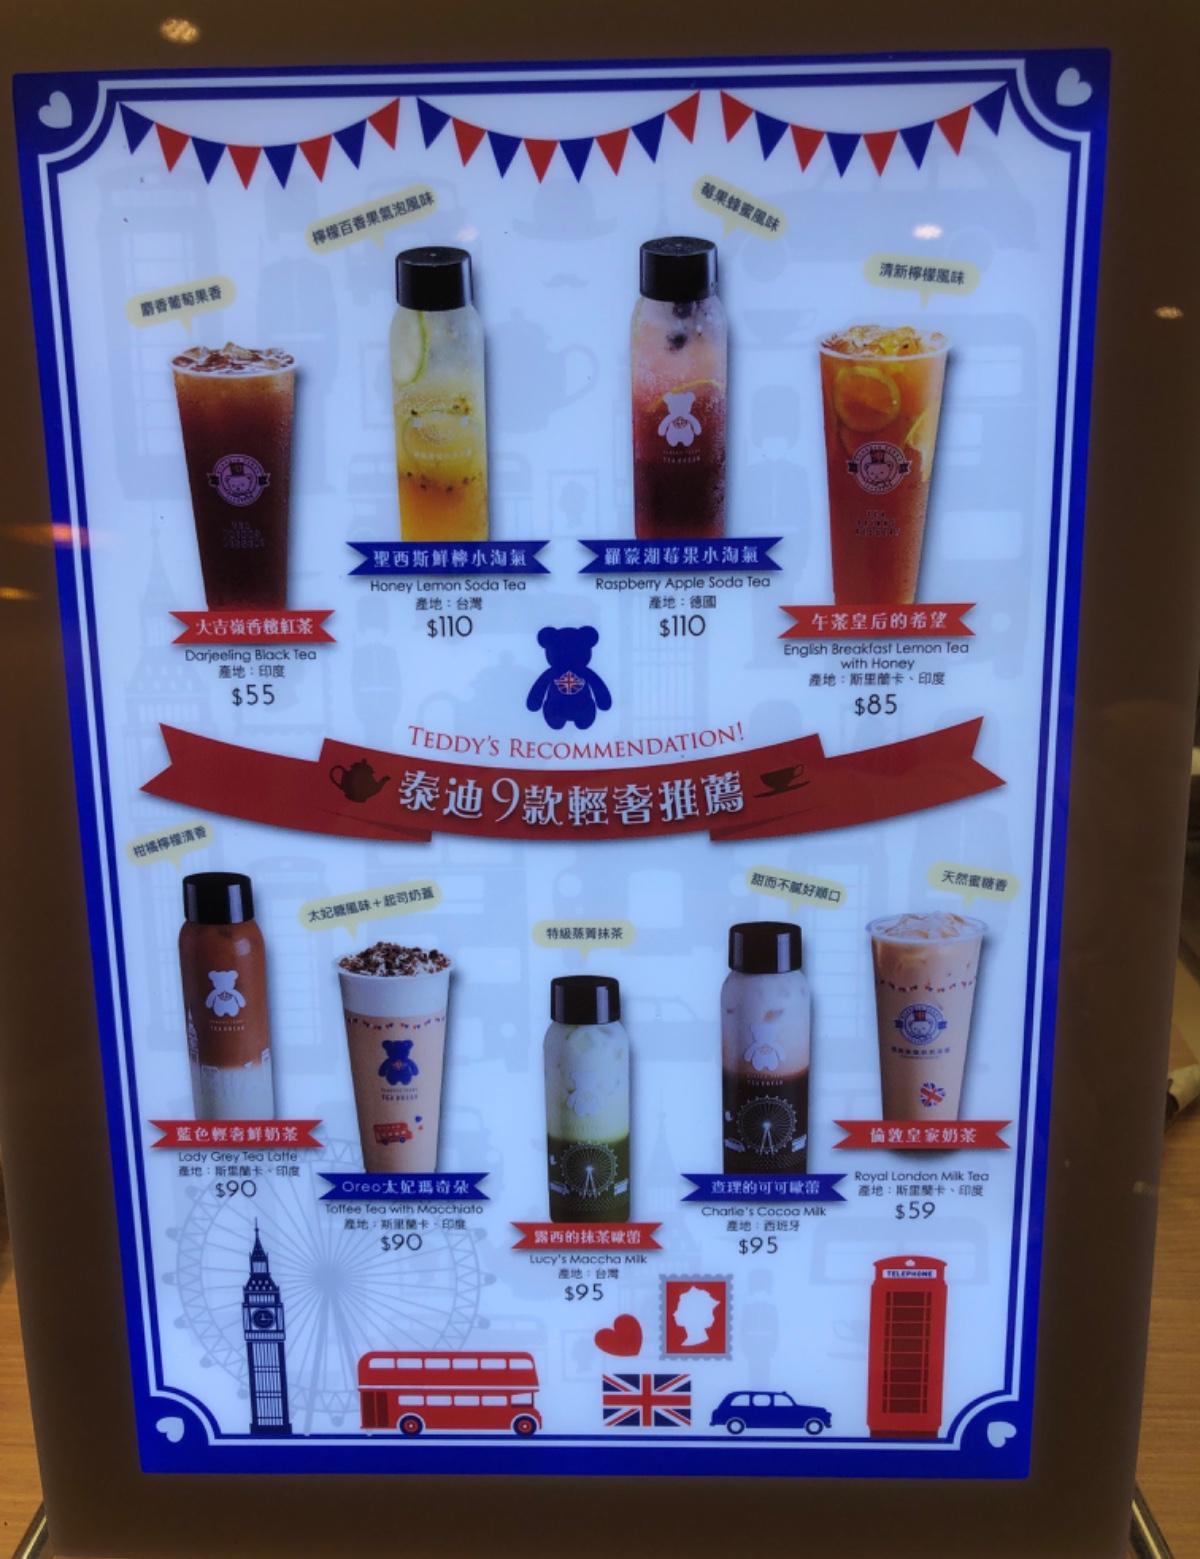 檸檬百香果氣泡風味
莓果蜂蜜風味
麝香葡萄果香
清新檸檬風味
TEA BREAK
聖西斯鮮檸小淘氣
Honey Lemon Soda Tea
產地：台灣
$110
羅蒙湖莓果小淘氣
Raspberry Apple Soda Tea
產地：德國
$110
大吉嶺香檳紅茶
Darjeeling Black Tea
產地：印度
$55
午茶皇后的希望
English Breakfast Lemon Tea
with Honey
產地：斯里蘭卡、印度
$85
TEDDY'S RECOMMENDATION!
泰迪9款輕奢推薦
柑橘檸檬清香
太妃糖風味＋起司奶蓋
特級蒸菁抹茶
甜而不膩好順口
天然蜜糖香
TEA BREAK
TEA BREAK
藍色輕奢鮮奶茶
Lady Grey Tea Latte
產地：斯里蘭卡、印度
$90
Oreo太妃瑪奇朵
Toffee Tea with Macchiato
產地：斯里蘭卡、印度
$90
露西的抹茶歐蕾
Lucy's Maccha Milk
產地：台灣
$95
查理的可可歐蕾
Charlie's Cocoa Milk
產地：西班牙
$95
倫敦皇家奶茶
Royal London Milk Tea
產地：斯里蘭卡、印度
$59
TELEPHONE